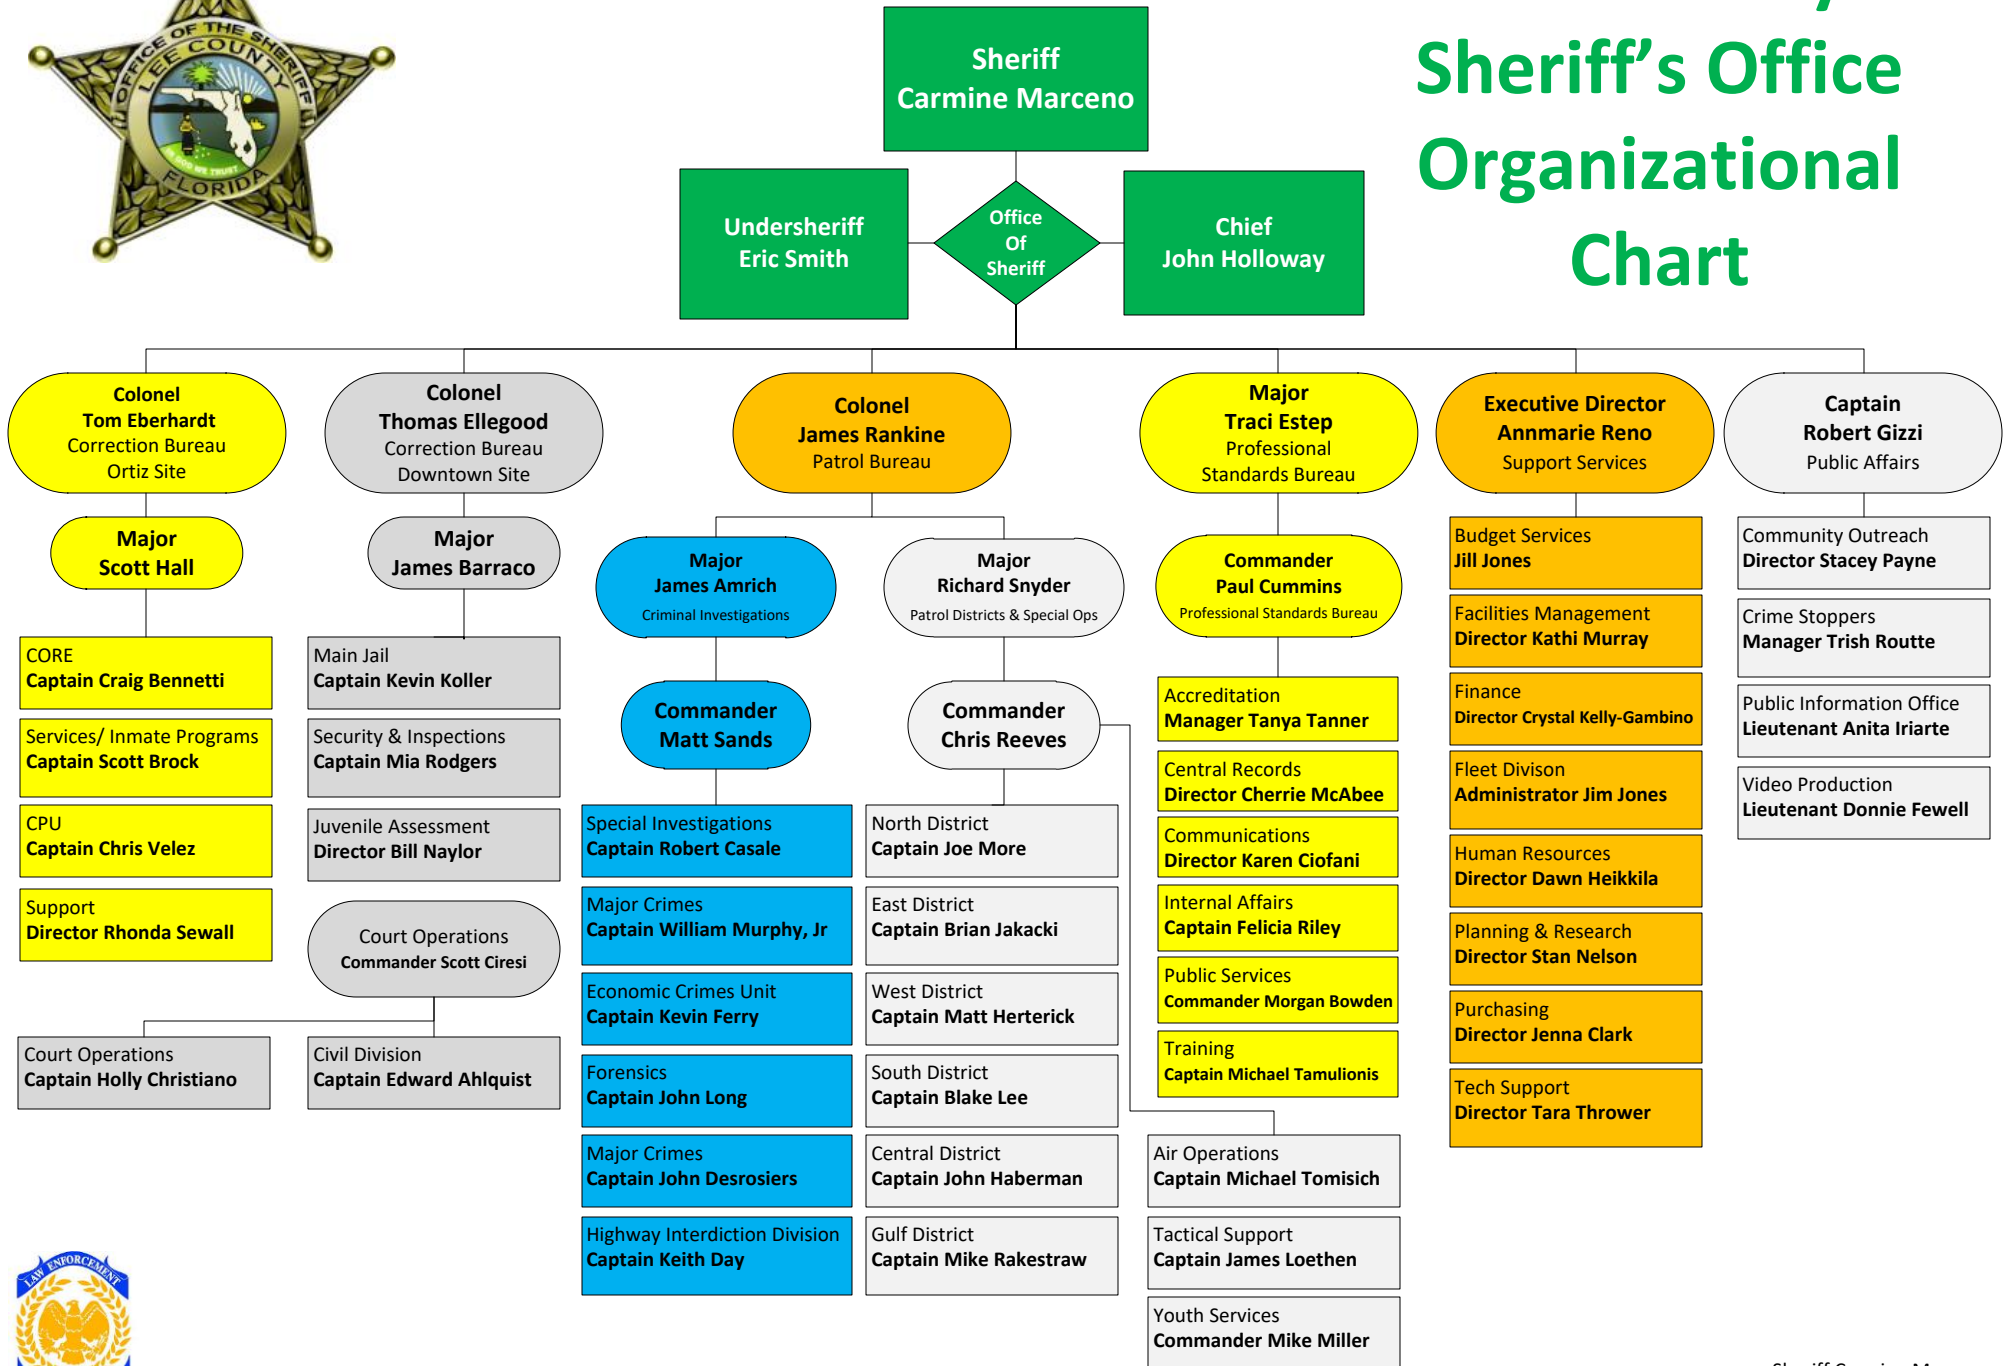 OFFICE OF THE SHERIFF
LEE COUNTY
IN GOD WE TRUST
FLORIDA
Sheriff's Office
Organizational
Chart
Sheriff
Carmine Marceno
Undersheriff
Eric Smith
Office
Of
Sheriff
Chief
John Holloway
Colonel
Tom Eberhardt
Correction Bureau
Ortiz Site
Major
Scott Hall
CORE
Captain Craig Bennetti
Services/ Inmate Programs
Captain Scott Brock
CPU
Captain Chris Velez
Support
Director Rhonda Sewall
Colonel
Thomas Ellegood
Correction Bureau
Downtown Site
Major
James Barraco
Main Jail
Captain Kevin Koller
Security & Inspections
Captain Mia Rodgers
Juvenile Assessment
Director Bill Naylor
Court Operations
Commander Scott Ciresi
Court Operations
Captain Holly Christiano
Civil Division
Captain Edward Ahlquist
Colonel
James Rankine
Patrol Bureau
Major
James Amrich
Criminal Investigations
Commander
Matt Sands
Special Investigations
Captain Robert Casale
Major Crimes
Captain William Murphy, Jr
Economic Crimes Unit
Captain Kevin Ferry
Forensics
Captain John Long
Major Crimes
Captain John Desrosiers
Highway Interdiction Division
Captain Keith Day
Major
Richard Snyder
Patrol Districts & Special Ops
Commander
Chris Reeves
North District
Captain Joe More
East District
Captain Brian Jakacki
West District
Captain Matt Herterick
South District
Captain Blake Lee
Central District
Captain John Haberman
Gulf District
Captain Mike Rakestraw
Air Operations
Captain Michael Tomisich
Tactical Support
Captain James Loethen
Youth Services
Commander Mike Miller
Major
Traci Estep
Professional
Standards Bureau
Commander
Paul Cummins
Professional Standards Bureau
Accreditation
Manager Tanya Tanner
Central Records
Director Cherrie McAbee
Communications
Director Karen Ciofani
Internal Affairs
Captain Felicia Riley
Public Services
Commander Morgan Bowden
Training
Captain Michael Tamulionis
Executive Director
Annmarie Reno
Support Services
Budget Services
Jill Jones
Facilities Management
Director Kathi Murray
Finance
Director Crystal Kelly-Gambino
Fleet Divison
Administrator Jim Jones
Human Resources
Director Dawn Heikkila
Planning & Research
Director Stan Nelson
Purchasing
Director Jenna Clark
Tech Support
Director Tara Thrower
Captain
Robert Gizzi
Public Affairs
Community Outreach
Director Stacey Payne
Crime Stoppers
Manager Trish Routte
Public Information Office
Lieutenant Anita Iriarte
Video Production
Lieutenant Donnie Fewell
LAW ENFORCEMENT